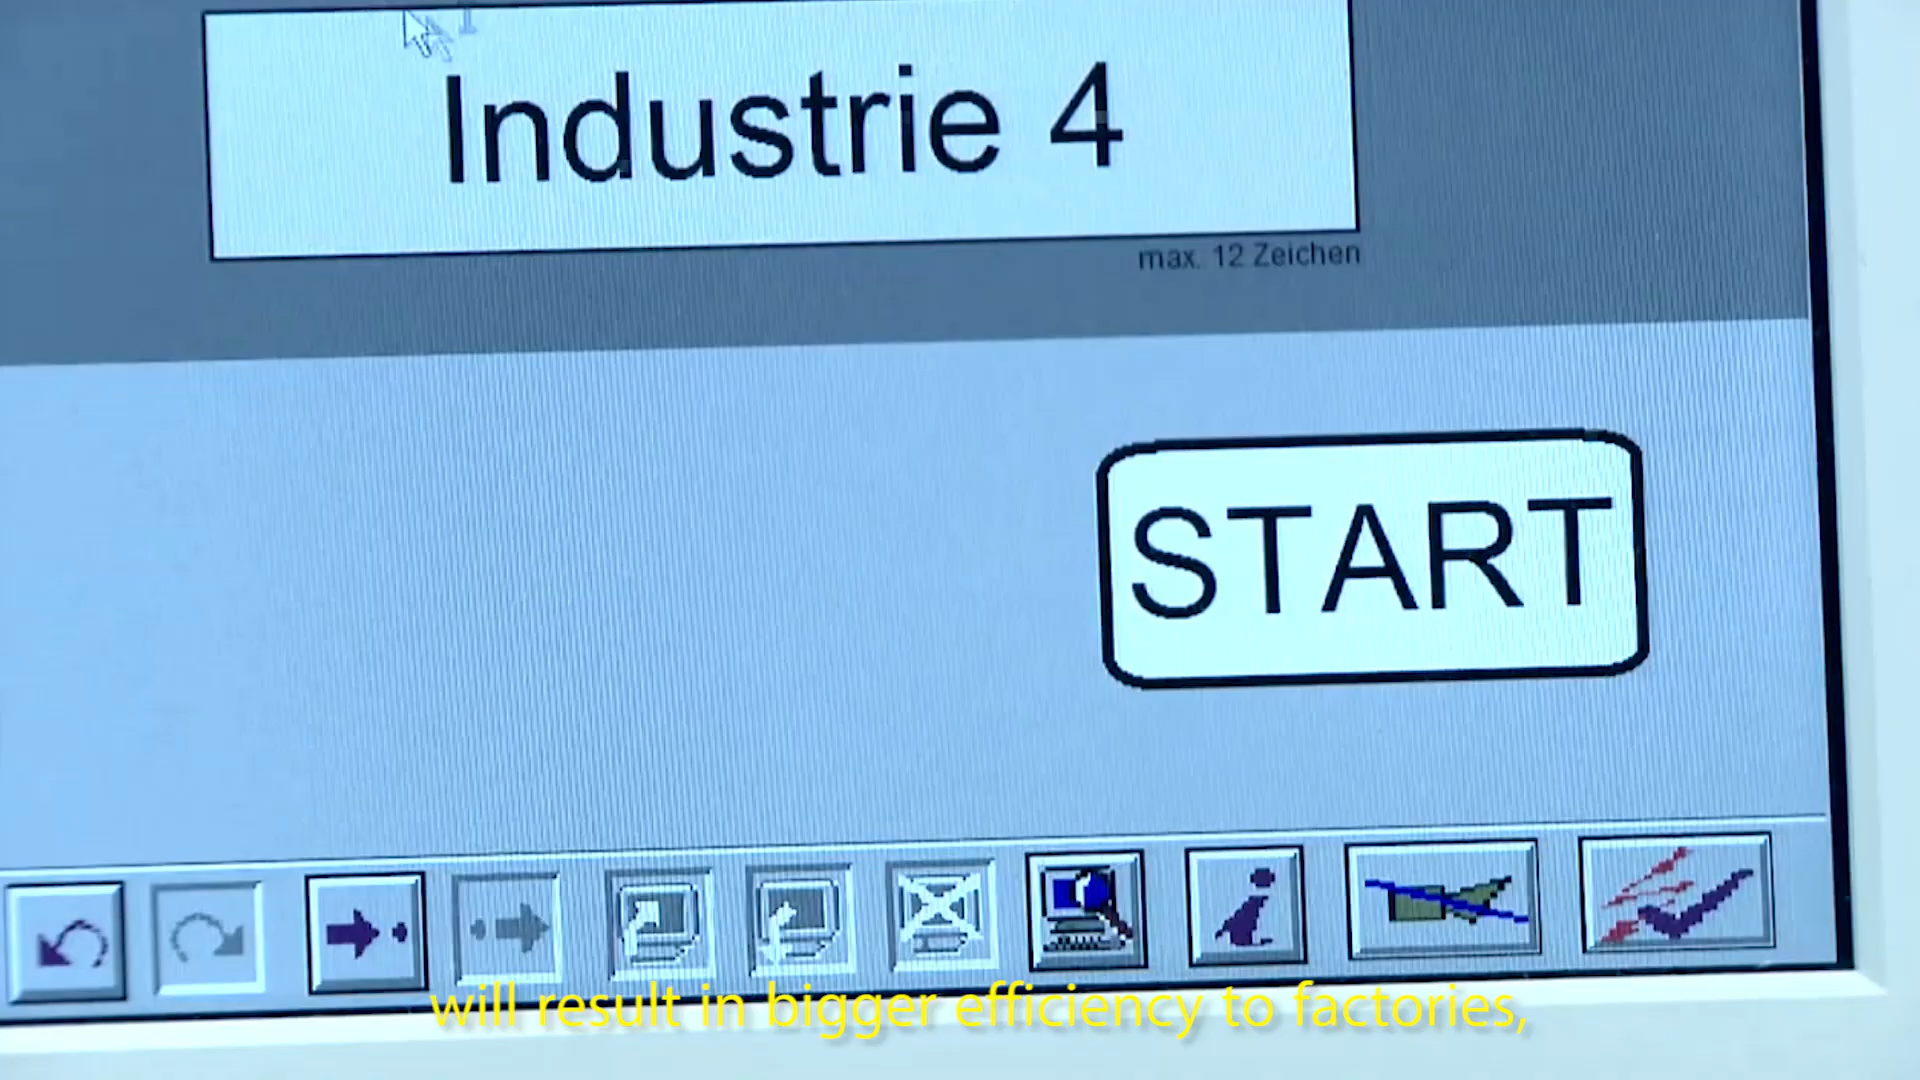 Industrie 4
max. 12 Zeichen
START
will result in bigger efficiency to factories,